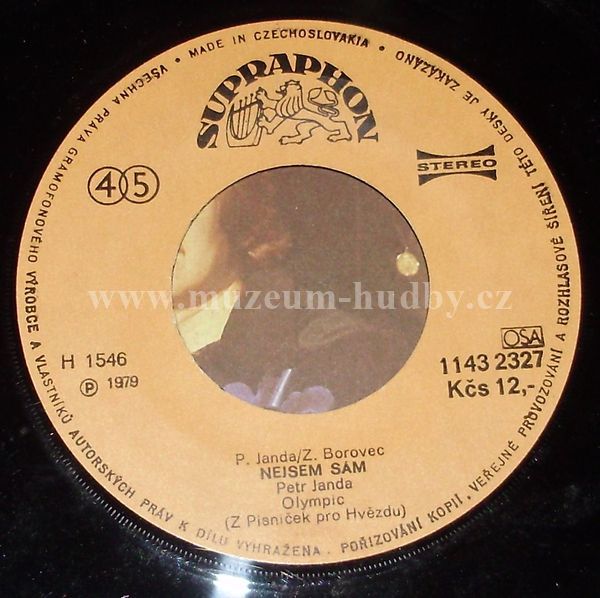 VŠECHNA PRÁVA GRAMOFONOVÉHO VÝROBCE A VLASTNÍKŮ AUTORSKÝCH PRÁV K DÍLU VYHRAŽENA. POŘIZOVÁNÍ KOPIÍ, VEŘEJNÉ PROVOZOVÁNÍ A ROZHLASOVÉ ŠÍŘENÍ TÉTO DESKY JE ZAKÁZÁNO • MADE IN CZECHOSLOVAKIA •
SUPRAPHON
45
STEREO
www.muzeum-hudby.cz
OSA
H 1546
1143 2327
Ⓟ 1979
Kčs 12,-
P. Janda/Z. Borovec
NEJSEM SÁM
Petr Janda
Olympic
(Z Písniček pro Hvězdu)